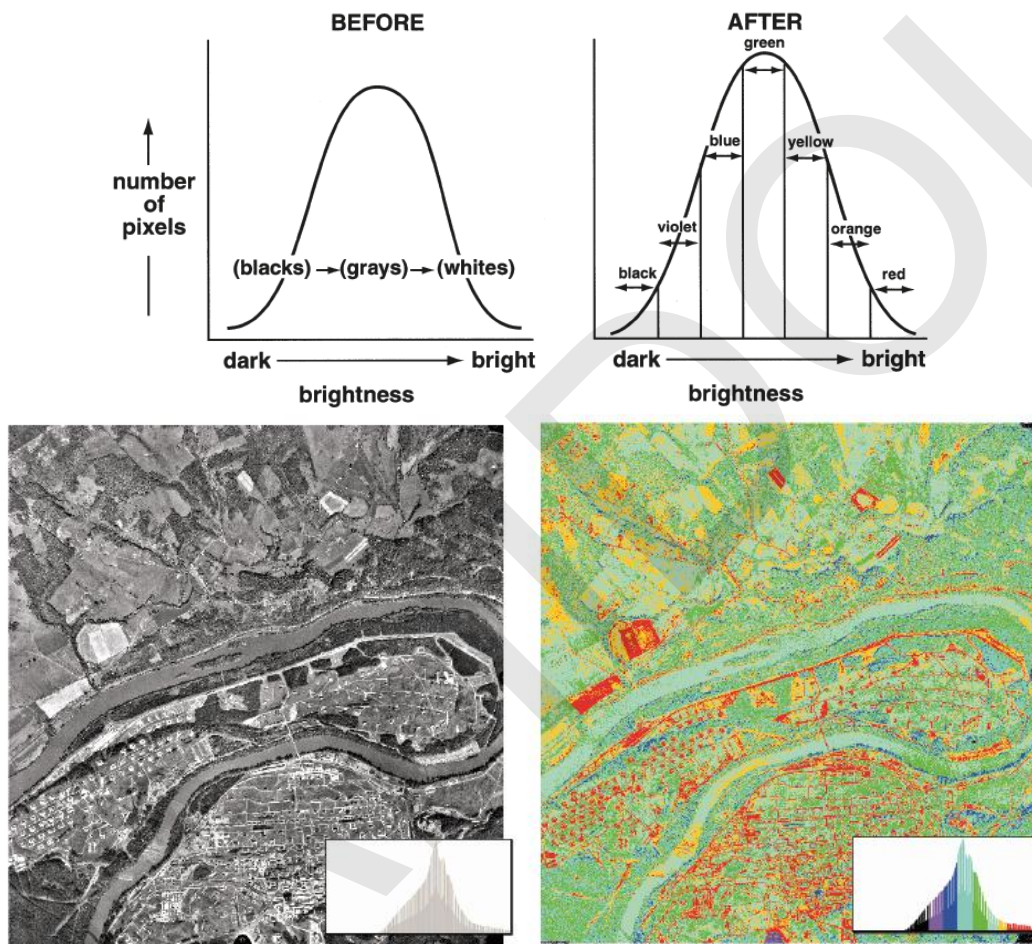 BEFORE
number
of
pixels
(blacks) → (grays) → (whites)
dark → bright
brightness
AFTER
green
blue
yellow
violet
orange
black
red
dark → bright
brightness